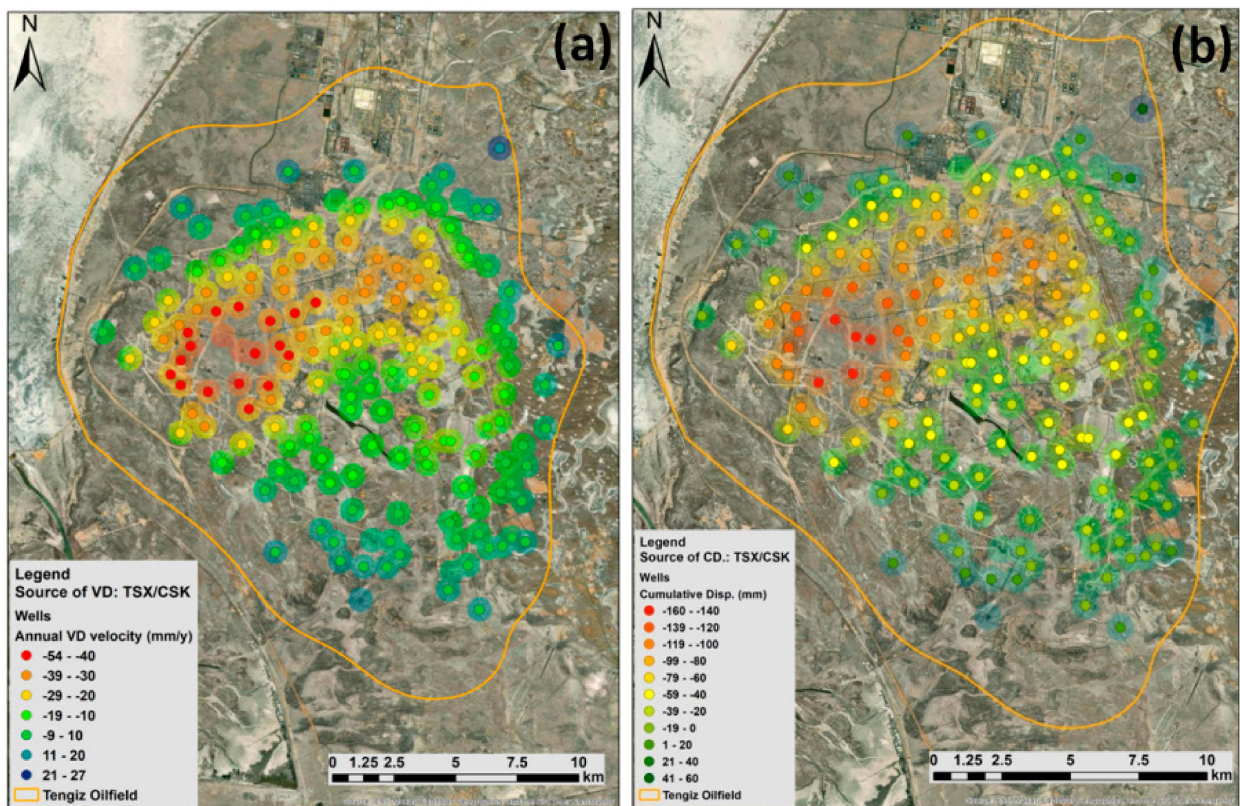 N
(a)
Legend
Source of VD: TSX/CSK
Wells
Annual VD velocity (mm/y)
-54 - -40
-39 - -30
-29 - -20
-19 - -10
-9 - 10
11 - 20
21 - 27
Tengiz Oilfield
0 1.25 2.5 5 7.5 10
km
N
(b)
Legend
Source of CD.: TSX/CSK
Wells
Cumulative Disp. (mm)
-160 - -140
-139 - -120
-119 - -100
-99 - -80
-79 - -60
-59 - -40
-39 - -20
-19 - 0
1 - 20
21 - 40
41 - 60
Tengiz Oilfield
0 1.25 2.5 5 7.5 10
km